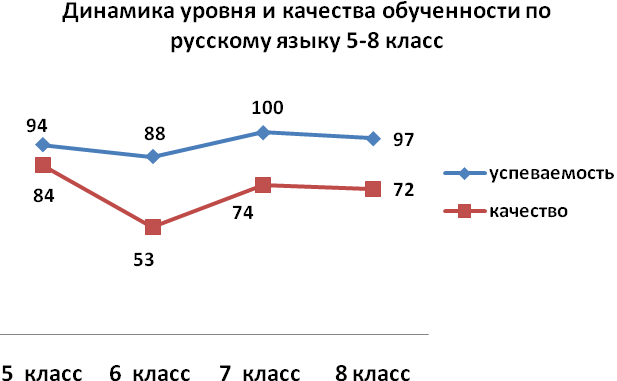 Динамика уровня и качества обученности по
русскому языку 5-8 класс
94
88
100
97
84
53
74
72
успеваемость
качество
5 класс 6 класс 7 класс 8 класс